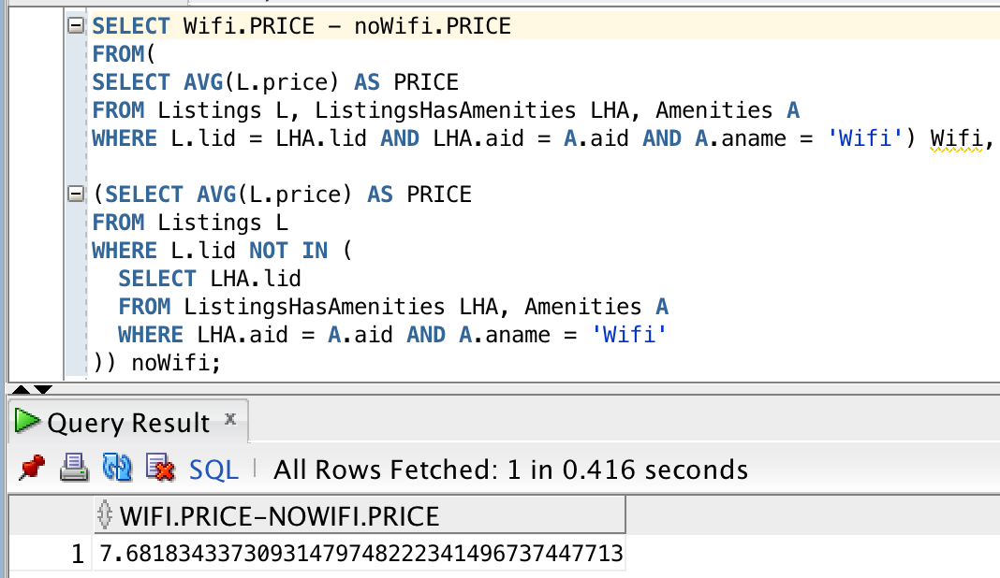 SELECT Wifi.PRICE - noWifi.PRICE
FROM(
SELECT AVG(L.price) AS PRICE
FROM Listings L, ListingsHasAmenities LHA, Amenities A
WHERE L.lid = LHA.lid AND LHA.aid = A.aid AND A.aname = 'Wifi') Wifi,
(SELECT AVG(L.price) AS PRICE
FROM Listings L
WHERE L.lid NOT IN (
SELECT LHA.lid
FROM ListingsHasAmenities LHA, Amenities A
WHERE LHA.aid = A.aid AND A.aname = 'Wifi'
)) noWifi;
Query Result x
SQL | All Rows Fetched: 1 in 0.416 seconds
WIFI.PRICE-NOWIFI.PRICE
1 7.68183433730931479748222341496737447713